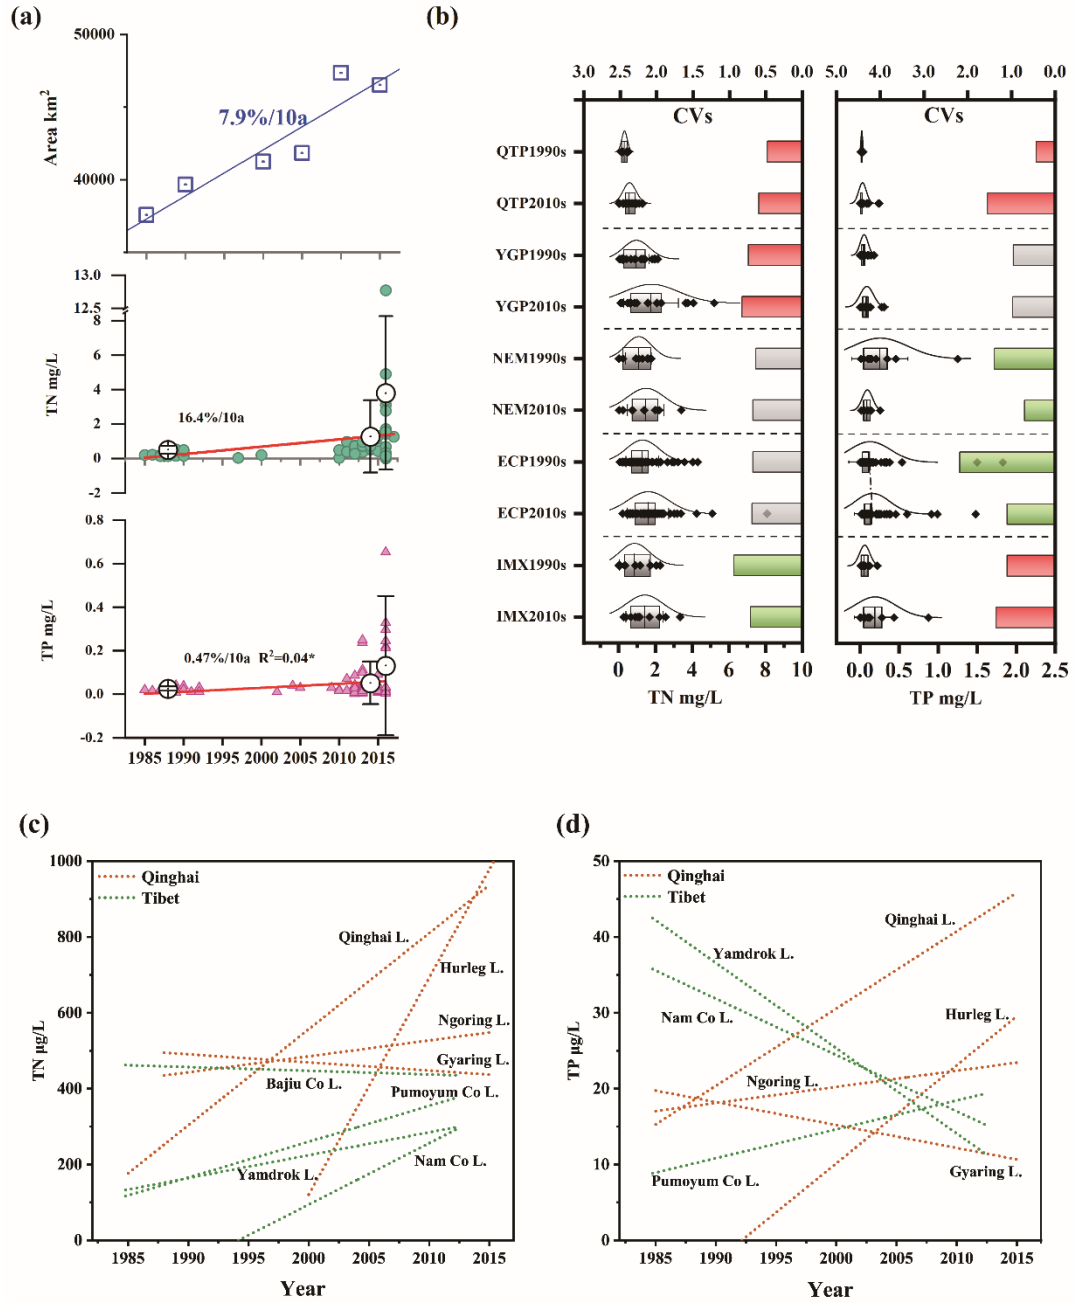 (a)
50000
40000
Area km²
7.9%/10a
13.0
12.5
8
6
4
2
0
-2
TN mg/L
16.4%/10a
0.8
0.6
0.4
0.2
0.0
-0.2
TP mg/L
0.47%/10a R²=0.04*
1985 1990 1995 2000 2005 2010 2015
(b)
3.0 2.5 2.0 1.5 1.0 0.5 0.0
5.0 4.0 2.0 1.0 0.0
CVs
CVs
QTP1990s
QTP2010s
YGP1990s
YGP2010s
NEM1990s
NEM2010s
ECP1990s
ECP2010s
IMX1990s
IMX2010s
0 2 4 6 8 10
0.0 0.5 1.0 1.5 2.0 2.5
TN mg/L
TP mg/L
(c)
1000
800
600
400
200
0
TN µg/L
Qinghai
Tibet
Qinghai L.
Hurleg L.
Ngoring L.
Gyaring L.
Bajiu Co L.
Pumoyum Co L.
Yamdrok L.
Nam Co L.
1985 1990 1995 2000 2005 2010 2015
Year
(d)
50
40
30
20
10
0
TP µg/L
Qinghai
Tibet
Qinghai L.
Yamdrok L.
Nam Co L.
Hurleg L.
Ngoring L.
Pumoyum Co L.
Gyaring L.
1985 1990 1995 2000 2005 2010 2015
Year